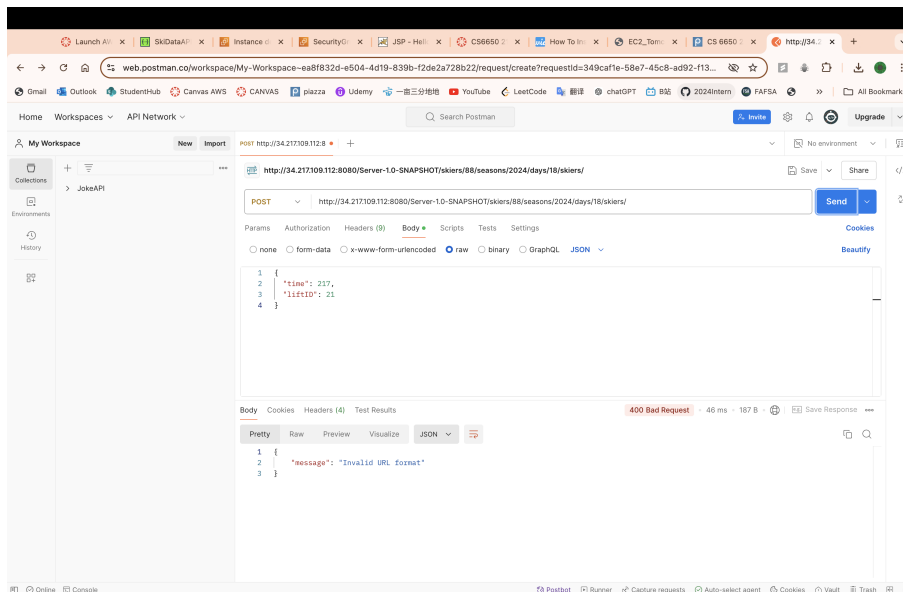 Launch AW
SkiDataAP
Instance d
SecurityGr
JSP - Hell
CS6650 2
How To Ins
EC2_Tomc
CS 6650 2
http://34.2
web.postman.co/workspace/My-Workspace~ea8f832d-e504-4d19-839b-f2de2a728b22/request/create?requestId=349caf1e-58e7-45c8-ad92-f13...
Gmail Outlook StudentHub Canvas AWS CANVAS piazza Udemy 一亩三分地 YouTube LeetCode 翻译 chatGPT B站 2024Intern FAFSA » All Bookmark
Home Workspaces API Network Search Postman Invite Upgrade
My Workspace New Import POST http://34.217.109.112:8 No environment
Collections
Environments
History
JokeAPI
http://34.217.109.112:8080/Server-1.0-SNAPSHOT/skiers/88/seasons/2024/days/18/skiers/ Save Share
POST http://34.217.109.112:8080/Server-1.0-SNAPSHOT/skiers/88/seasons/2024/days/18/skiers/ Send
Params Authorization Headers (9) Body Scripts Tests Settings Cookies
none form-data x-www-form-urlencoded raw binary GraphQL JSON Beautify
1 {
2 "time": 217,
3 "liftID": 21
4 }
Body Cookies Headers (4) Test Results 400 Bad Request 46 ms 187 B Save Response
Pretty Raw Preview Visualize JSON
1 {
2 "message": "Invalid URL format"
3 }
Online Console Postbot Runner Capture requests Auto-select agent Cookies Vault Trash